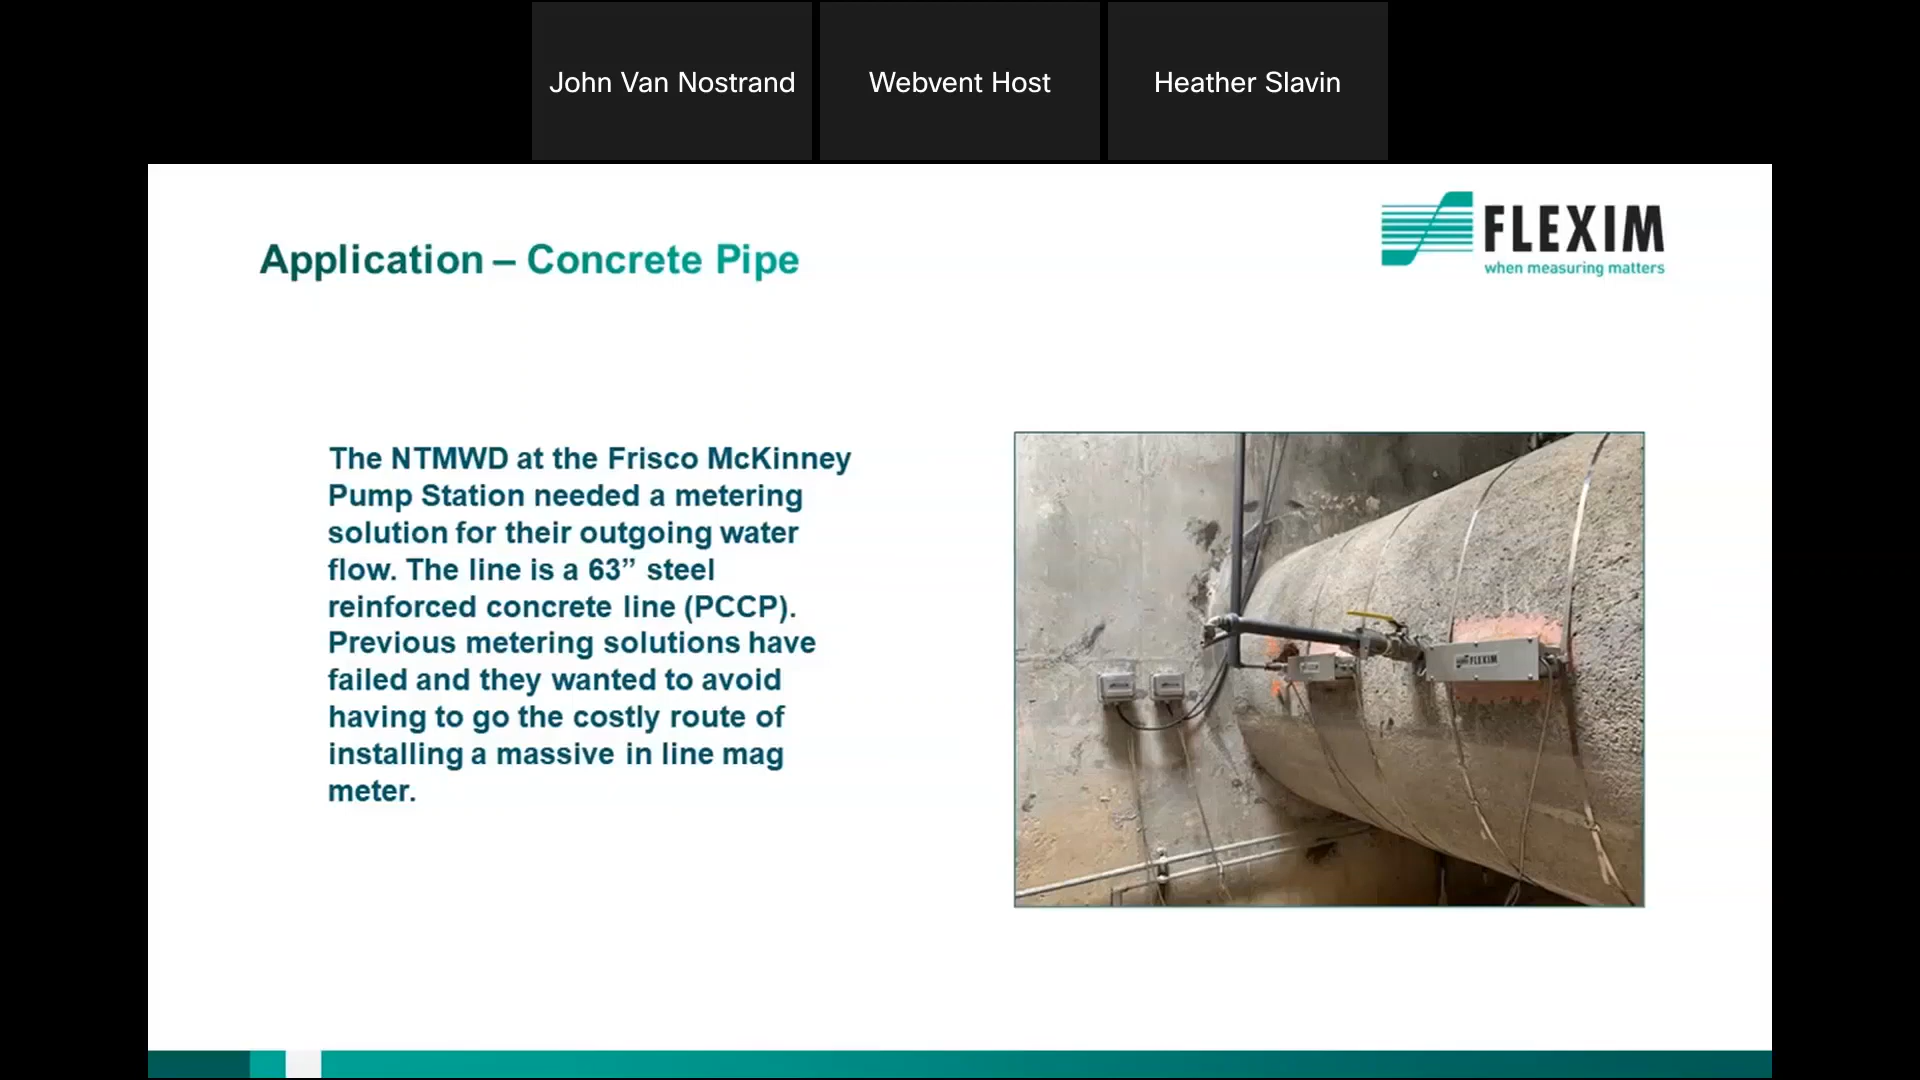 John Van Nostrand
Webvent Host
Heather Slavin
FLEXIM
when measuring matters
Application – Concrete Pipe
The NTMWD at the Frisco McKinney
Pump Station needed a metering
solution for their outgoing water
flow. The line is a 63” steel
reinforced concrete line (PCCP).
Previous metering solutions have
failed and they wanted to avoid
having to go the costly route of
installing a massive in line mag
meter.
FLEXIM